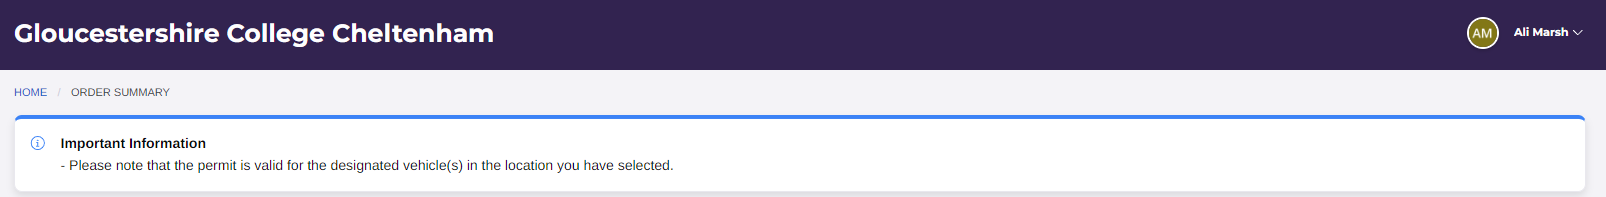 Gloucestershire College Cheltenham
AM Ali Marsh
HOME / ORDER SUMMARY
Important Information
- Please note that the permit is valid for the designated vehicle(s) in the location you have selected.